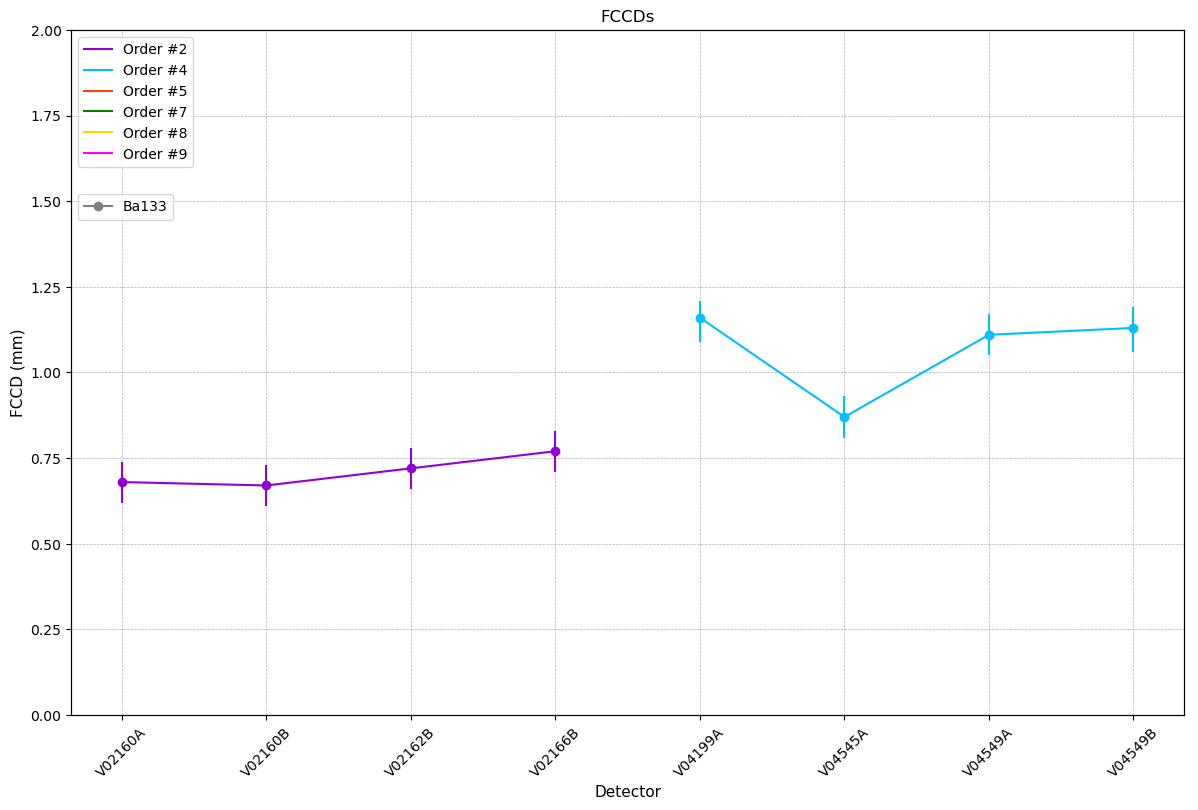 FCCDs
2.00
1.75
1.50
1.25
1.00
0.75
0.50
0.25
0.00
FCCD (mm)
Order #2
Order #4
Order #5
Order #7
Order #8
Order #9
Ba133
V02160A
V02160B
V02162B
V02166B
V04199A
V04545A
V04549A
V04549B
Detector